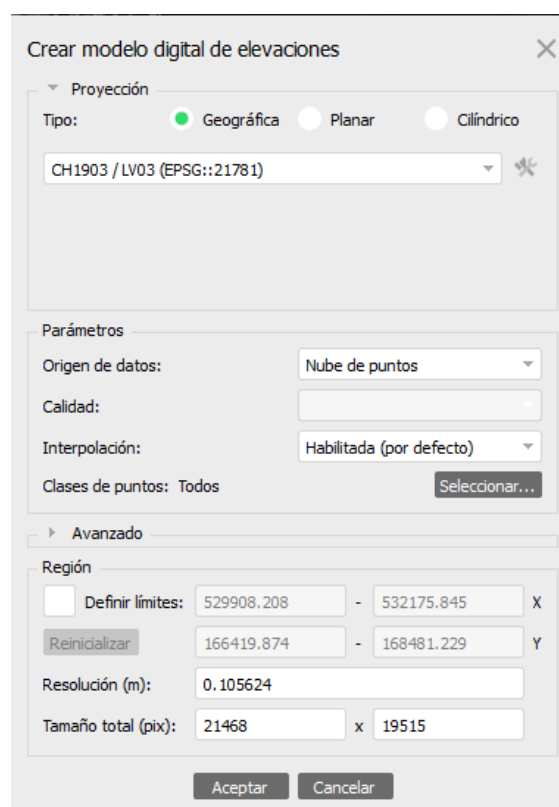 Crear modelo digital de elevaciones
Proyección
Tipo: Geográfica Planar Cilíndrico
CH1903 / LV03 (EPSG::21781)
Parámetros
Origen de datos: Nube de puntos
Calidad:
Interpolación: Habilitada (por defecto)
Clases de puntos: Todos Seleccionar...
Avanzado
Región
Definir límites: 529908.208 - 532175.845 X
Reinicializar 166419.874 - 168481.229 Y
Resolución (m): 0.105624
Tamaño total (pix): 21468 x 19515
Aceptar Cancelar